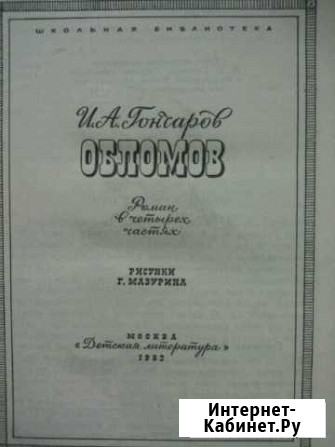 ШКОЛЬНАЯ БИБЛИОТЕКА
И.А.Гончаров
ОБЛОМОВ
Роман
в четырех
частях
РИСУНКИ
Г. МАЗУРИНА
МОСКВА
«Детская литература»
1982
Интернет-
Кабинет.Ру